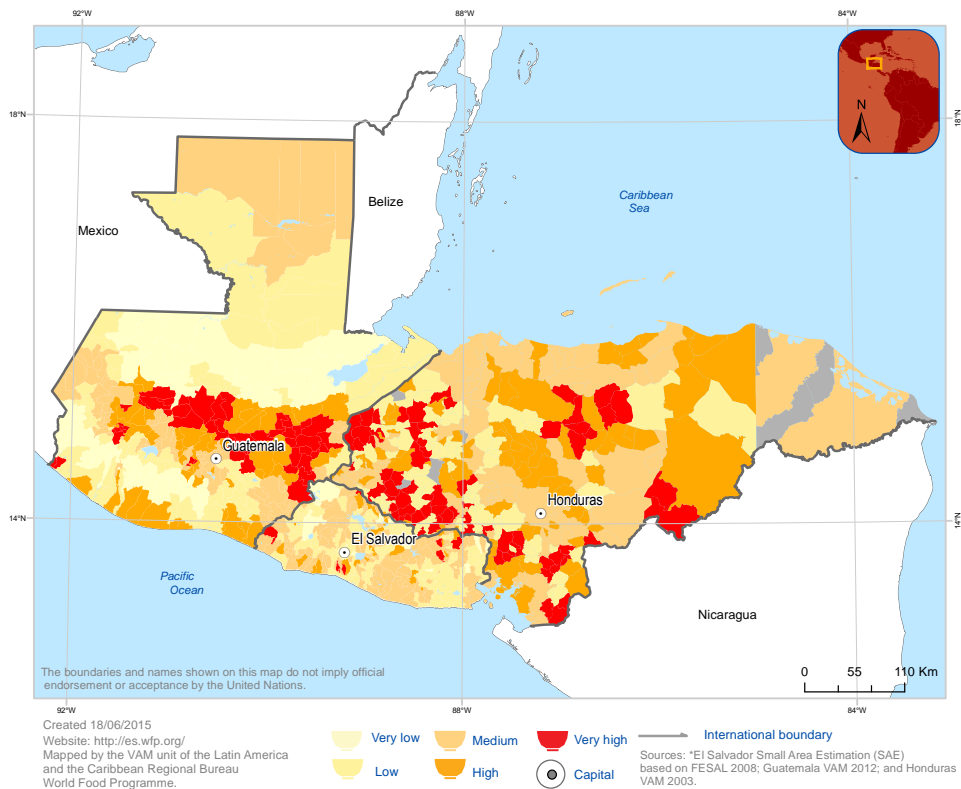 92°W 88°W 84°W
N
18°N 18°N
Caribbean
Sea
Belize
Mexico
Guatemala
Honduras
14°N 14°N
El Salvador
Pacific
Ocean
Nicaragua
The boundaries and names shown on this map do not imply official
endorsement or acceptance by the United Nations.
0 55 110 Km
92°W 88°W 84°W
Created 18/06/2015
Website: http://es.wfp.org/
Mapped by the VAM unit of the Latin America
and the Caribbean Regional Bureau
World Food Programme.
Very low Medium Very high International boundary
Low High Capital
Sources: *El Salvador Small Area Estimation (SAE)
based on FESAL 2008; Guatemala VAM 2012; and Honduras
VAM 2003.